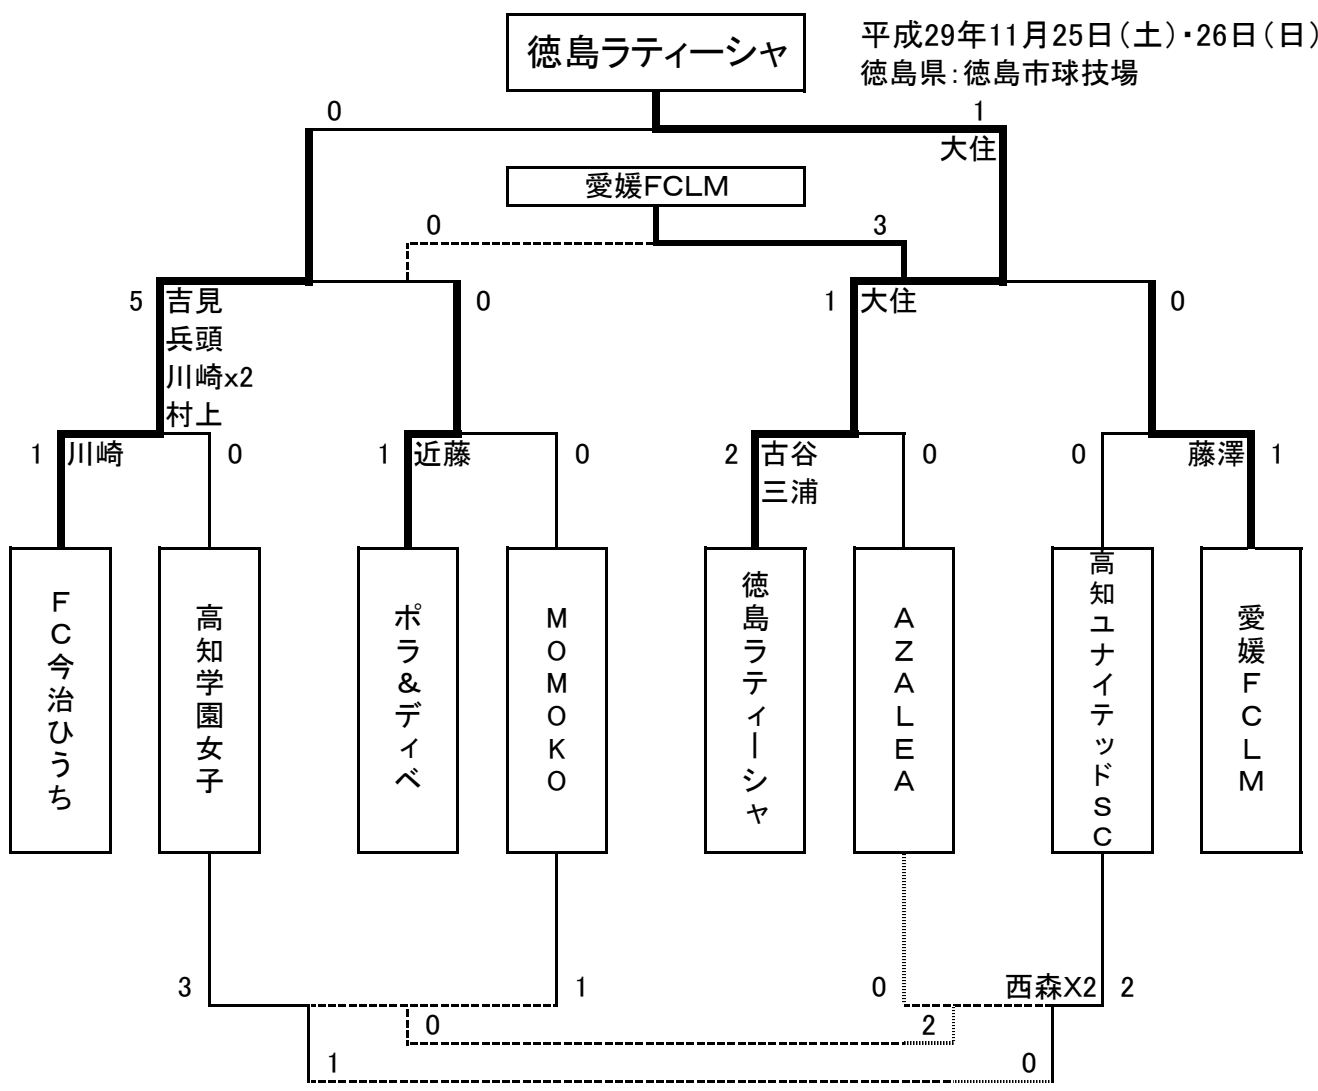 徳島ラティーシャ
平成29年11月25日(土)・26日(日)
徳島県:徳島市球技場
0
1
大住
愛媛FCLM
0
3
5
吉見
兵頭
川崎x2
村上
0
1
大住
0
1
川崎
0
1
近藤
0
2
古谷
三浦
0
0
藤澤
1
FC今治ひうち
高知学園女子
ポラ&ディベ
MOMOKO
徳島ラティーシャ
AZALEA
高知ユナイテッドSC
愛媛FCLM
3
1
0
西森X2
2
0
2
1
0